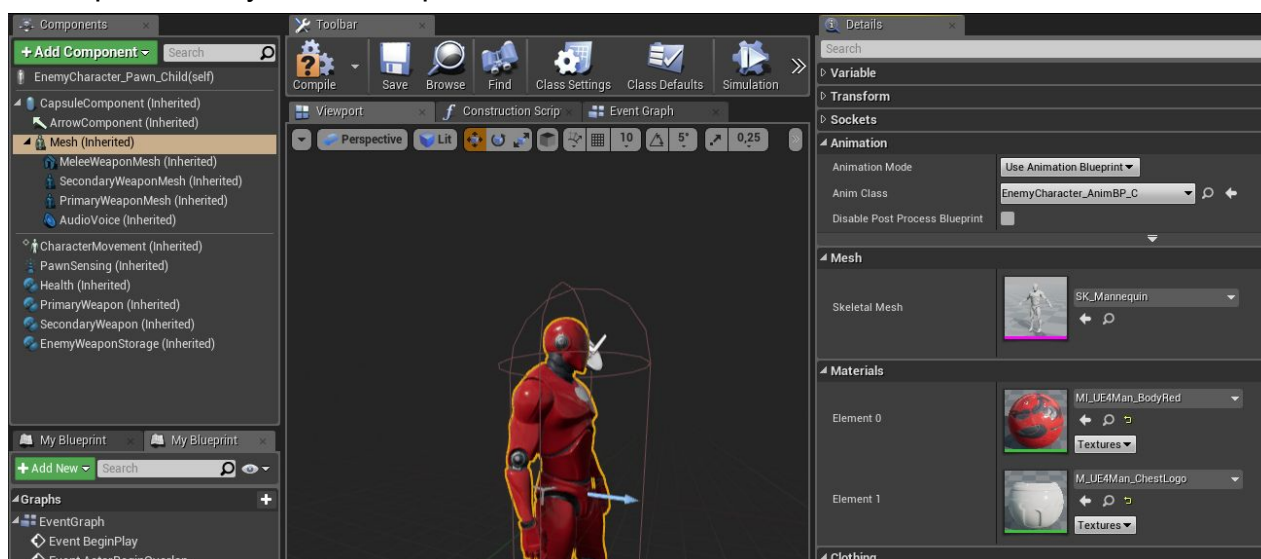 Components
Toolbar
Details
+ Add Component
Search
EnemyCharacter_Pawn_Child(self)
CapsuleComponent (Inherited)
ArrowComponent (Inherited)
Mesh (Inherited)
MeleeWeaponMesh (Inherited)
SecondaryWeaponMesh (Inherited)
PrimaryWeaponMesh (Inherited)
AudioVoice (Inherited)
CharacterMovement (Inherited)
PawnSensing (Inherited)
Health (Inherited)
PrimaryWeapon (Inherited)
SecondaryWeapon (Inherited)
EnemyWeaponStorage (Inherited)
My Blueprint
My Blueprint
+ Add New
Search
Graphs
EventGraph
Event BeginPlay
Compile
Save
Browse
Find
Class Settings
Class Defaults
Simulation
Viewport
Construction Scrip
Event Graph
Perspective
Lit
10
5°
0,25
Search
Variable
Transform
Sockets
Animation
Animation Mode
Use Animation Blueprint
Anim Class
EnemyCharacter_AnimBP_C
Disable Post Process Blueprint
Mesh
Skeletal Mesh
SK_Mannequin
Materials
Element 0
MI_UE4Man_BodyRed
Textures
Element 1
M_UE4Man_ChestLogo
Textures
Clothing